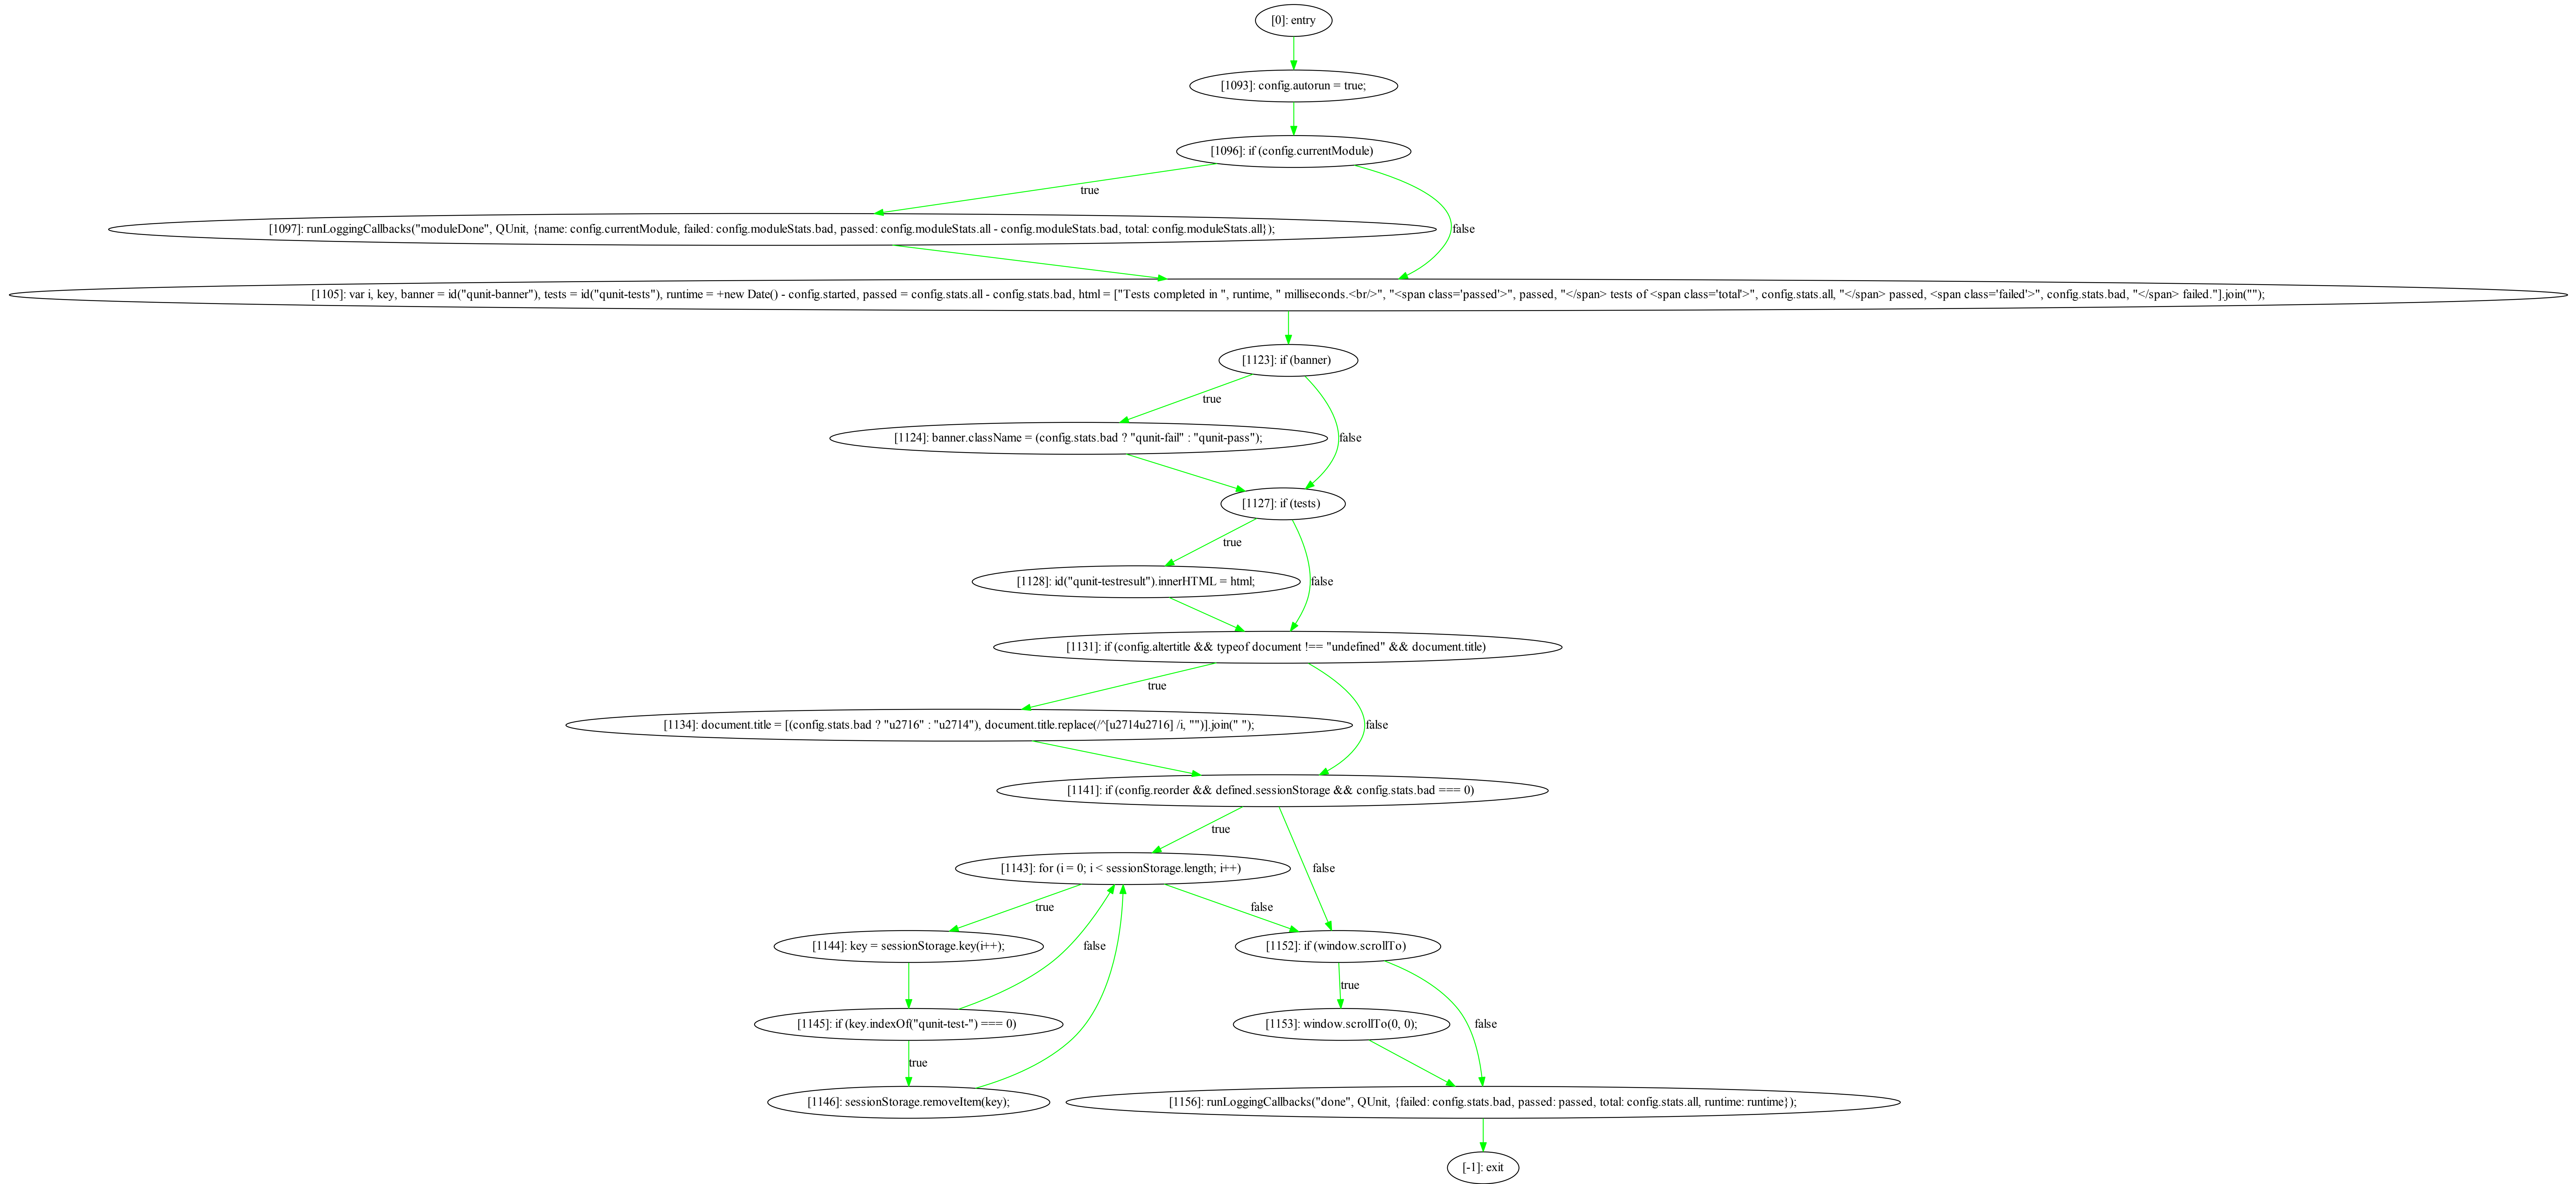 [0]: entry
[1093]: config.autorun = true;
[1096]: if (config.currentModule)
true
[1097]: runLoggingCallbacks("moduleDone", QUnit, {name: config.currentModule, failed: config.moduleStats.bad, passed: config.moduleStats.all - config.moduleStats.bad, total: config.moduleStats.all});
false
[1105]: var i, key, banner = id("qunit-banner"), tests = id("qunit-tests"), runtime = +new Date() - config.started, passed = config.stats.all - config.stats.bad, html = ["Tests completed in ", runtime, " milliseconds.<br/>", "<span class='passed'>", passed, "</span> tests of <span class='total'>", config.stats.all, "</span> passed, <span class='failed'>", config.stats.bad, "</span> failed."].join("");
[1123]: if (banner)
true
[1124]: banner.className = (config.stats.bad ? "qunit-fail" : "qunit-pass");
false
[1127]: if (tests)
true
[1128]: id("qunit-testresult").innerHTML = html;
false
[1131]: if (config.altertitle && typeof document !== "undefined" && document.title)
true
[1134]: document.title = [(config.stats.bad ? "u2716" : "u2714"), document.title.replace(/^[u2714u2716] /i, "")].join(" ");
false
[1141]: if (config.reorder && defined.sessionStorage && config.stats.bad === 0)
true
[1143]: for (i = 0; i < sessionStorage.length; i++)
false
true
false
[1144]: key = sessionStorage.key(i++);
false
[1152]: if (window.scrollTo)
true
[1145]: if (key.indexOf("qunit-test-") === 0)
[1153]: window.scrollTo(0, 0);
false
true
[1146]: sessionStorage.removeItem(key);
[1156]: runLoggingCallbacks("done", QUnit, {failed: config.stats.bad, passed: passed, total: config.stats.all, runtime: runtime});
[-1]: exit